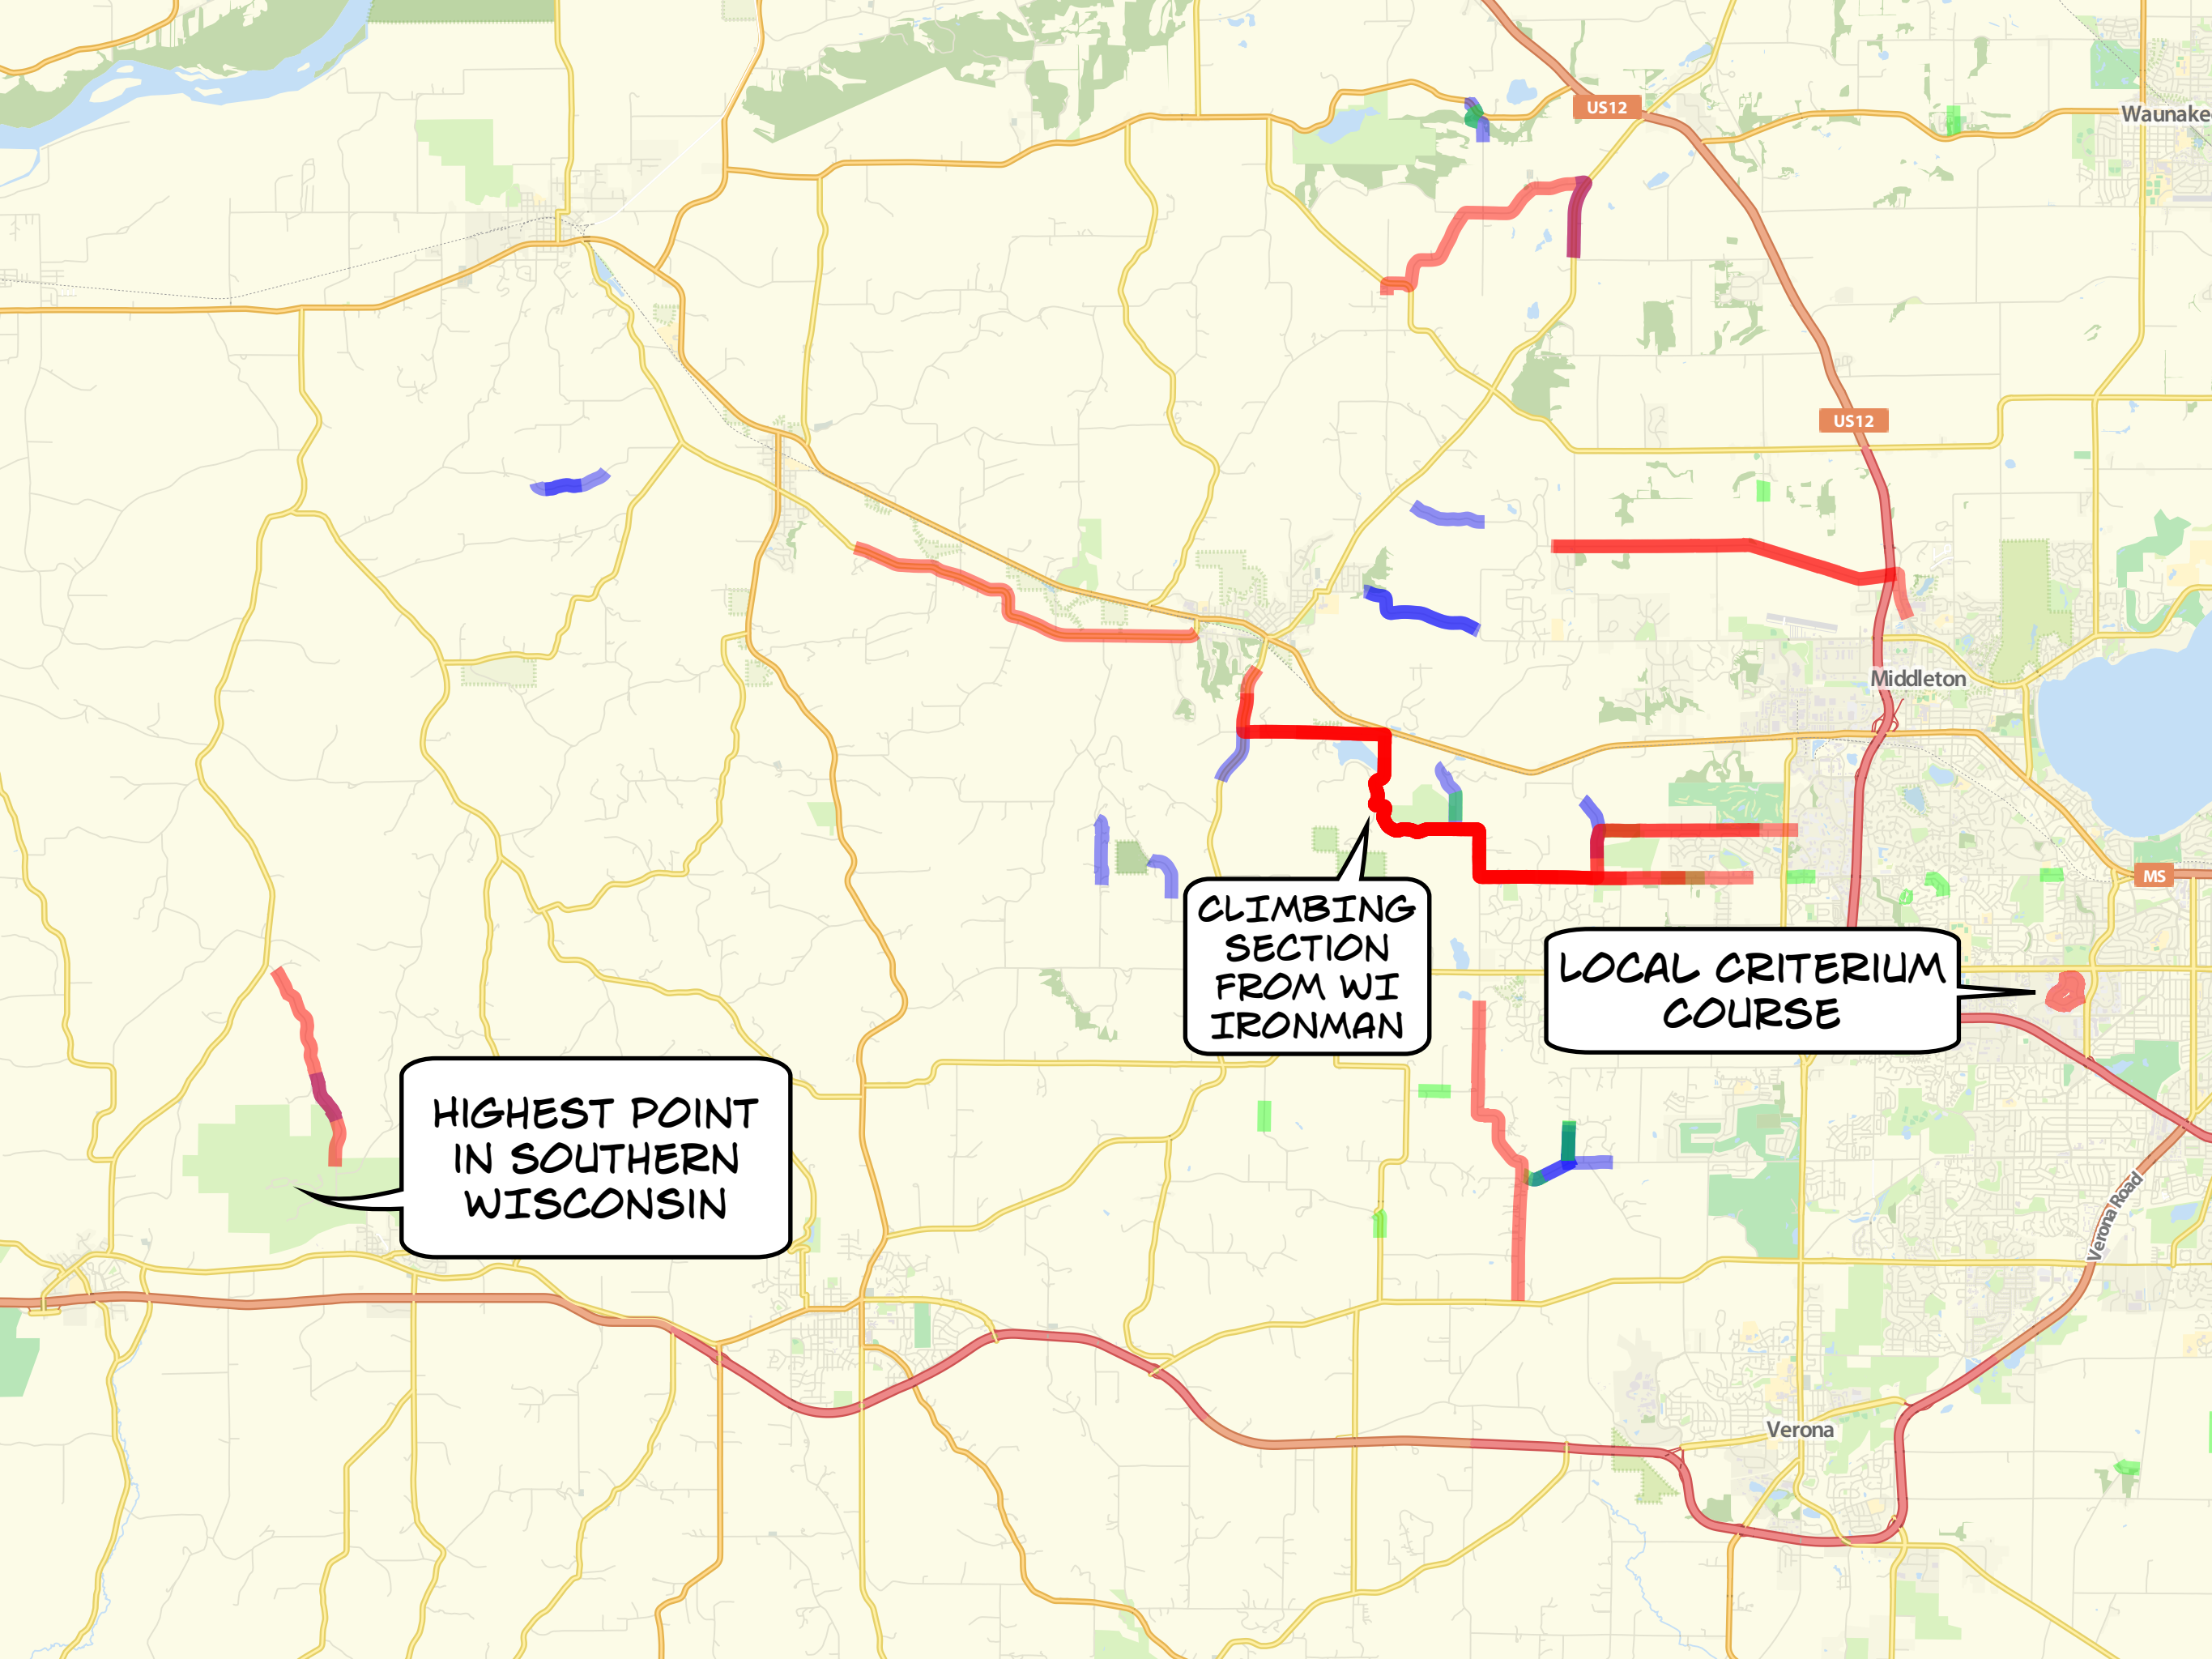 US12
Waunake
US12
Middleton
MS
CLIMBING
SECTION
FROM WI
IRONMAN
LOCAL CRITERIUM
COURSE
HIGHEST POINT
IN SOUTHERN
WISCONSIN
Verona Road
Verona